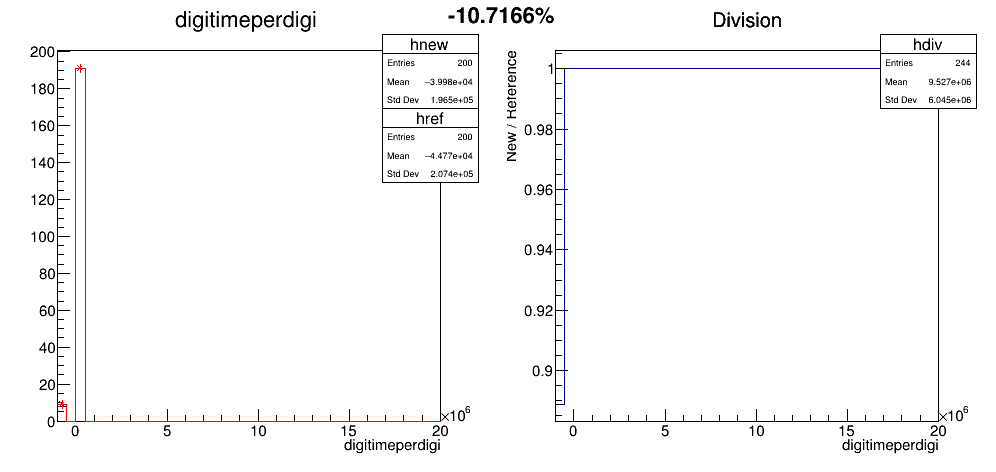 digitimeperdigi
-10.7166%
Division
hnew
Entries 200
Mean −3.998e+04
Std Dev 1.965e+05
href
Entries 200
Mean −4.477e+04
Std Dev 2.074e+05
200
180
160
140
120
100
80
60
40
20
0
0 5 10 15 20
×10⁶
digitimeperdigi
hdiv
Entries 244
Mean 9.527e+06
Std Dev 6.045e+06
New / Reference
1
0.98
0.96
0.94
0.92
0.9
0 5 10 15 20
×10⁶
digitimeperdigi